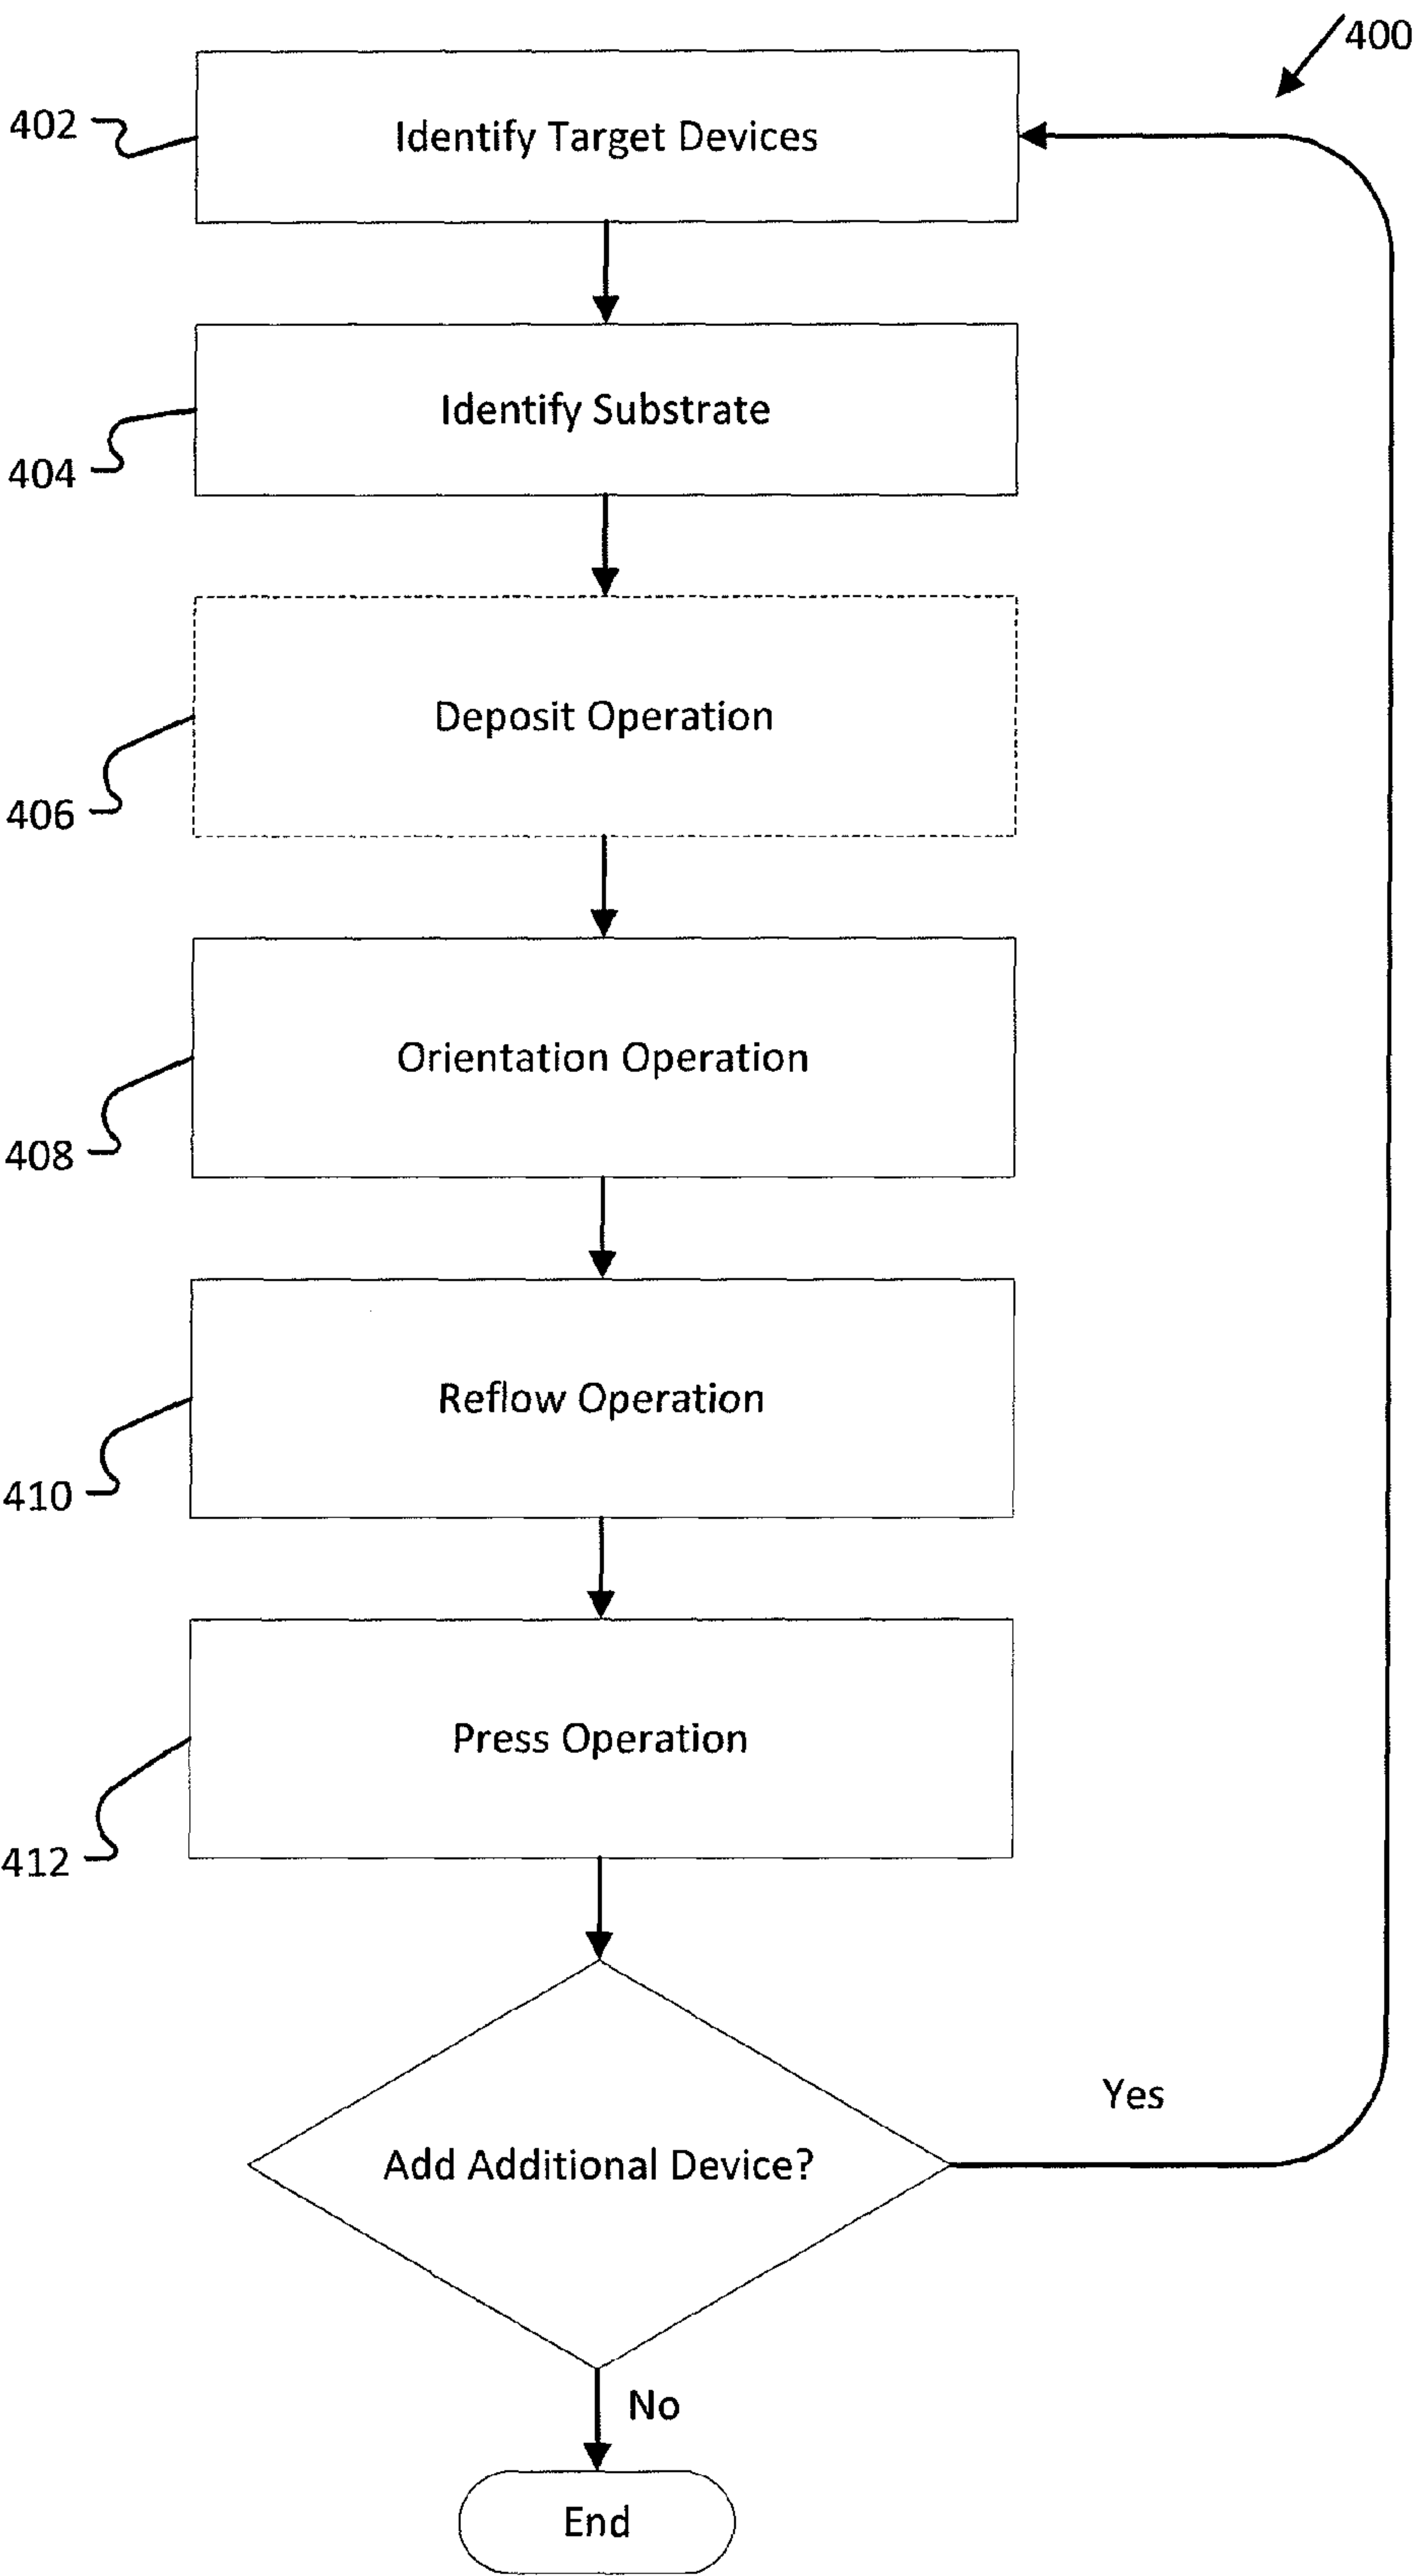 400
402
Identify Target Devices
Identify Substrate
404
Deposit Operation
406
Orientation Operation
408
Reflow Operation
410
Press Operation
412
Yes
Add Additional Device?
No
End